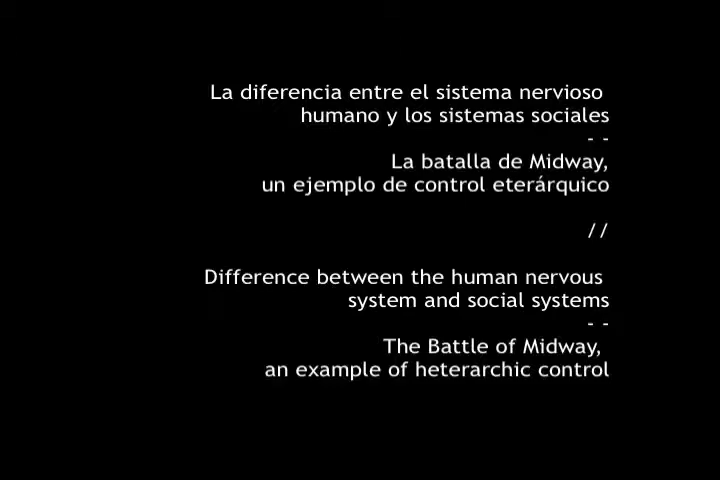 La diferencia entre el sistema nervioso
humano y los sistemas sociales
- -
La batalla de Midway,
un ejemplo de control eterárquico
//
Difference between the human nervous
system and social systems
- -
The Battle of Midway,
an example of heterarchic control